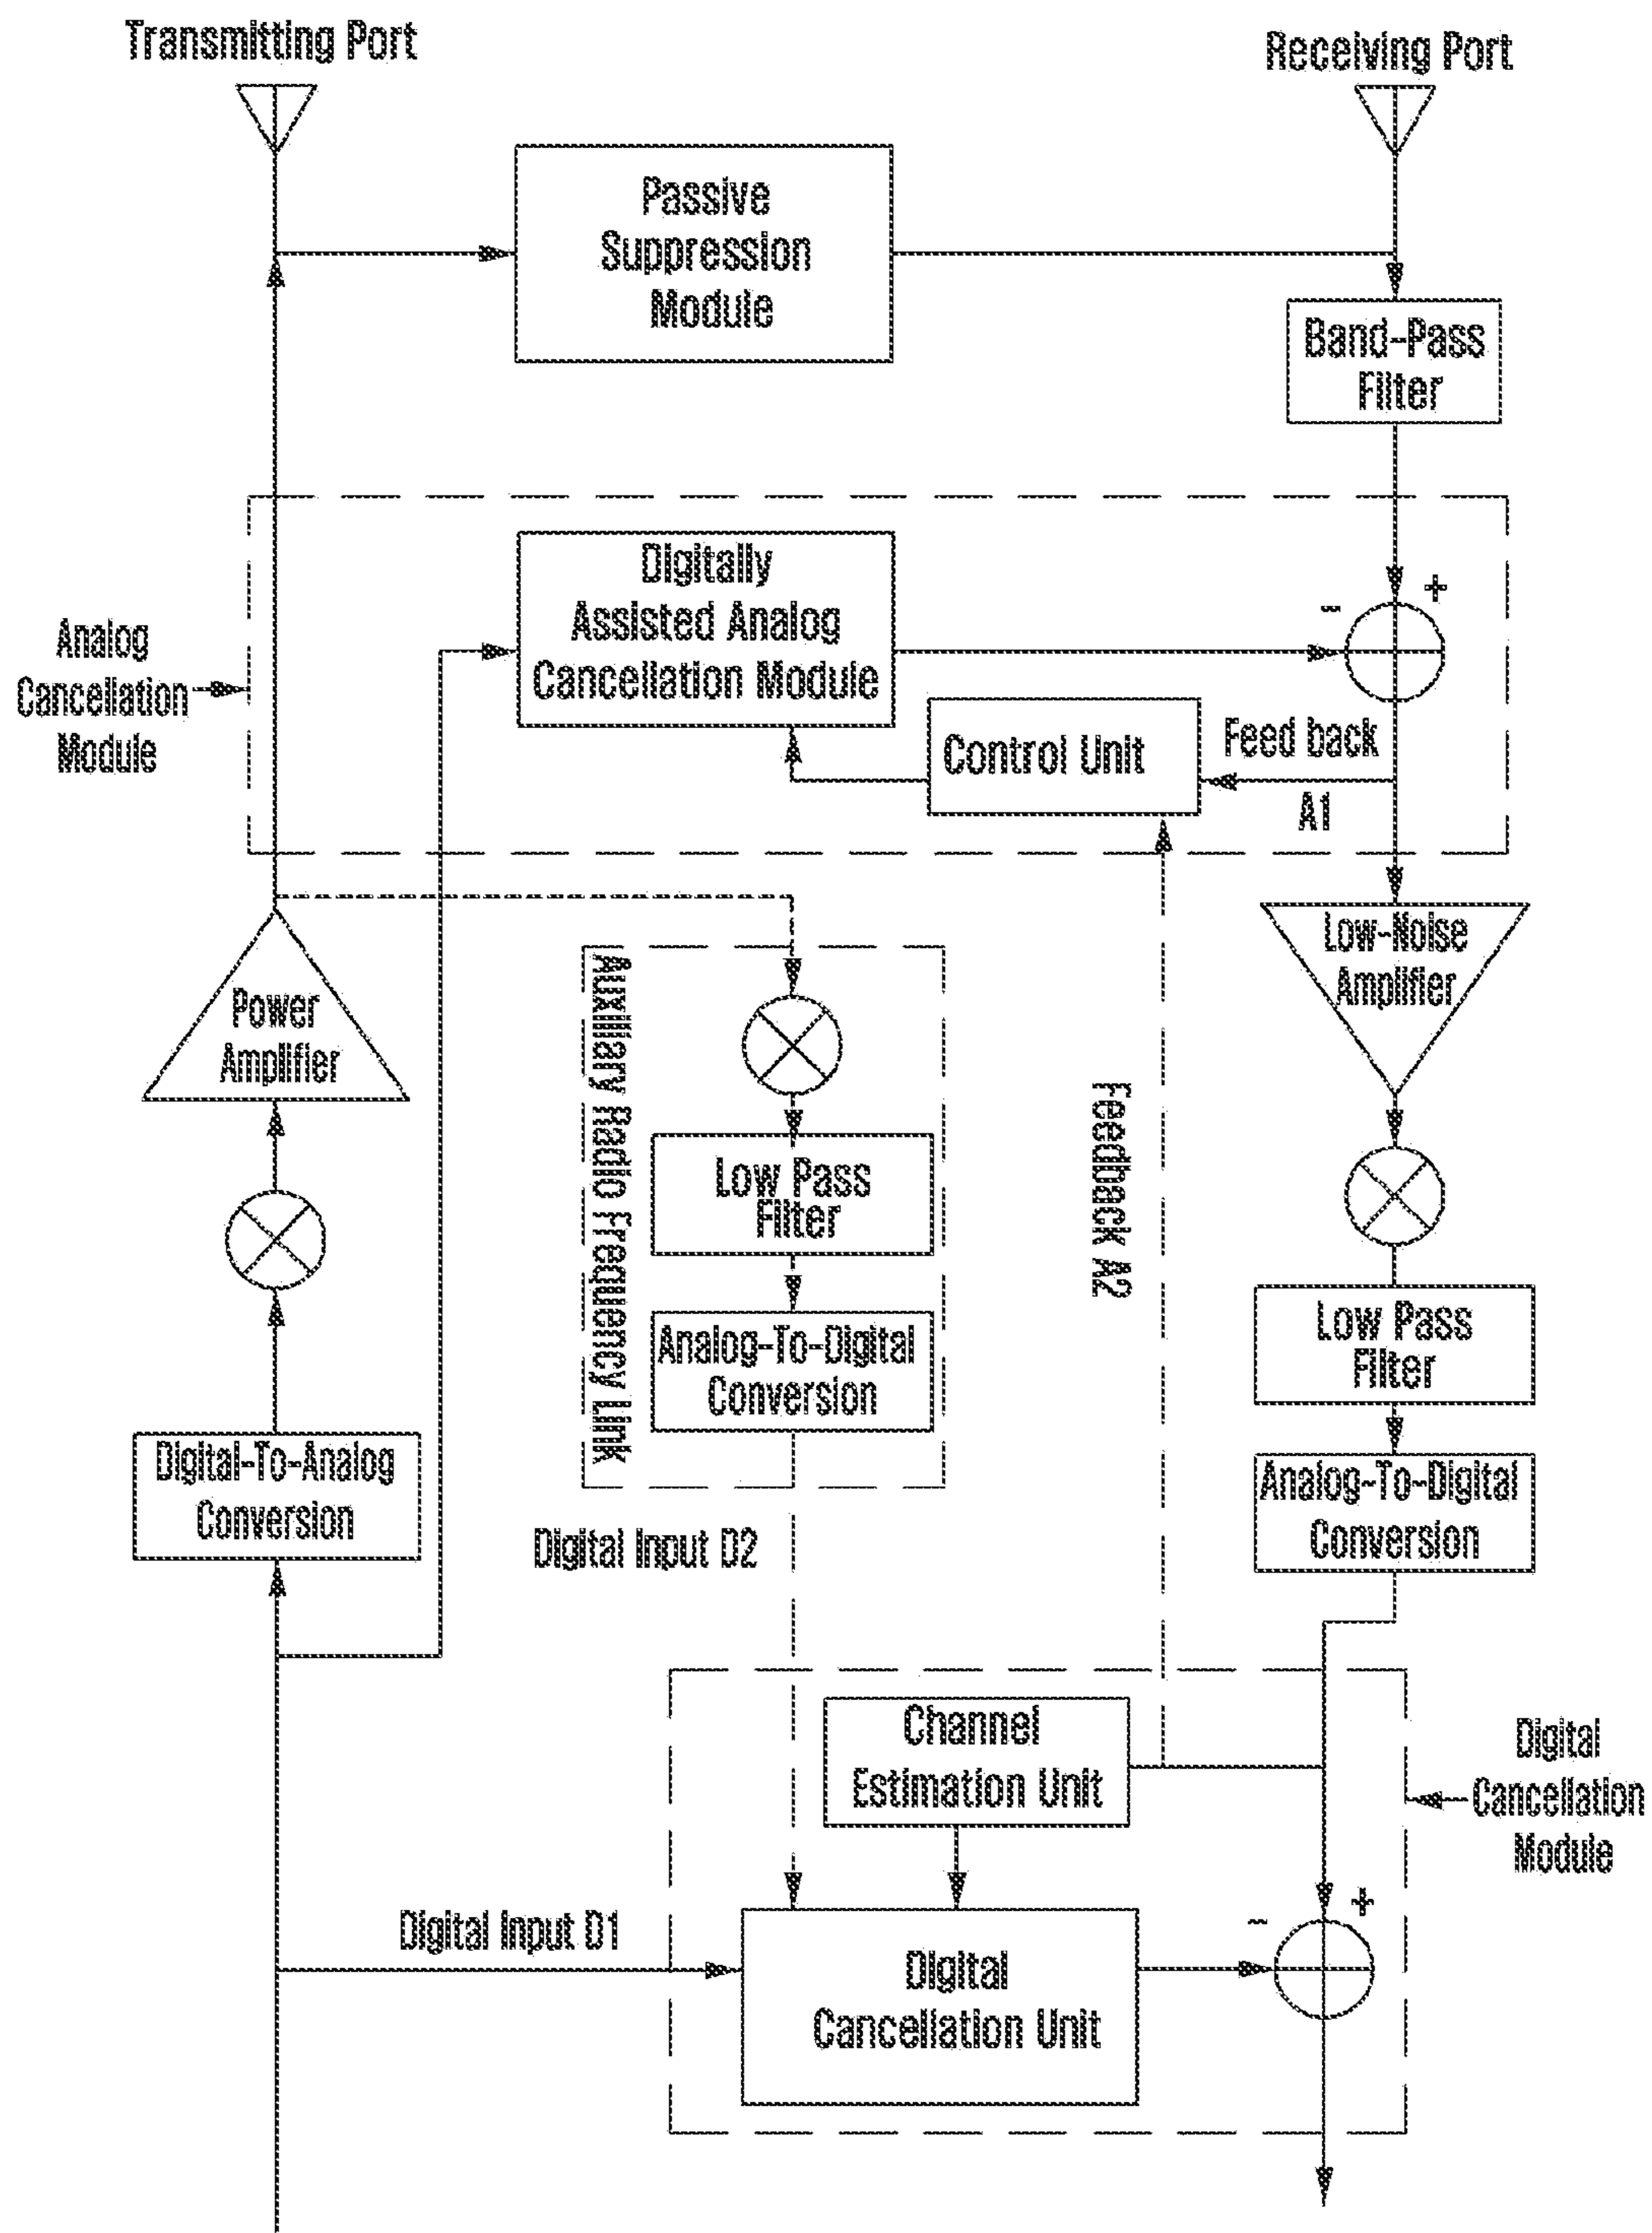 Transmitting Port
Receiving Port
Passive
Suppression
Module
Band-Pass
Filter
Digitally
Assisted Analog
Cancellation Module
-
+
Analog
Cancellation
Module
Control Unit
Feed back
A1
Low-Noise
Amplifier
Power
Amplifier
Auxiliary Radio Frequency Link
Low Pass
Filter
Feedback A2
Low Pass
Filter
Analog-To-Digital
Conversion
Digital-To-Analog
Conversion
Analog-To-Digital
Conversion
Digital Input D2
Channel
Estimation Unit
Digital
Cancellation
Module
Digital Input D1
-
+
Digital
Cancellation Unit